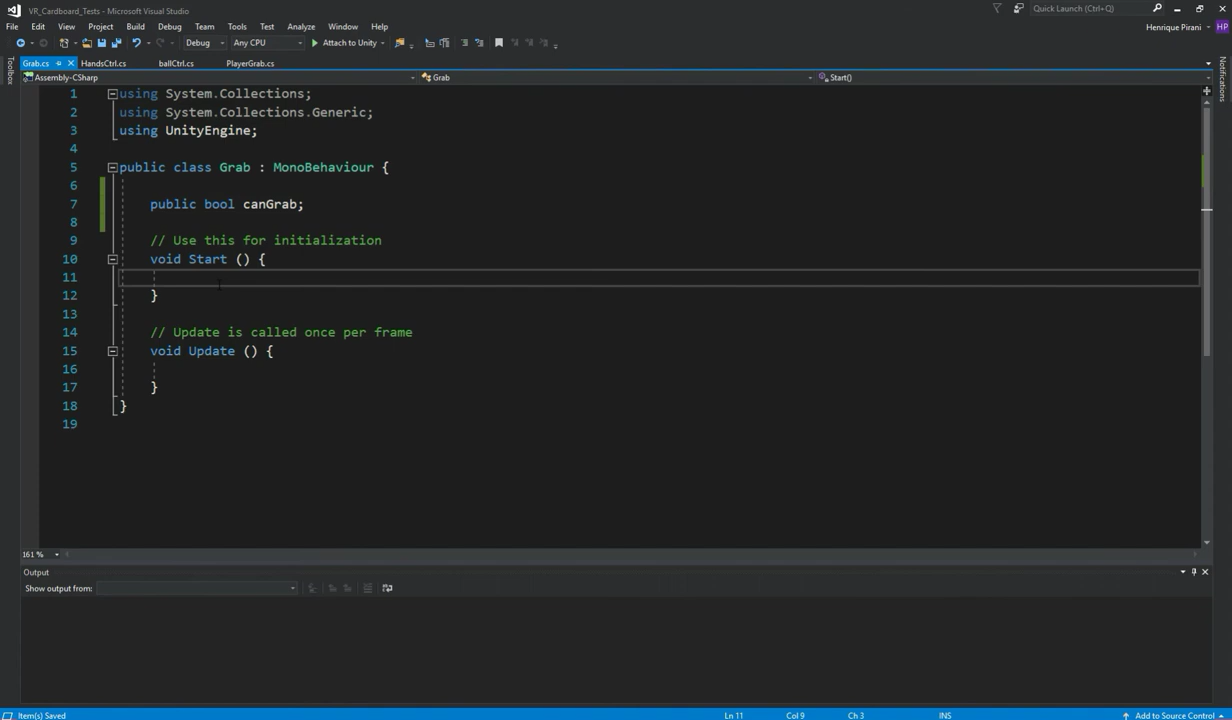 VR_Cardboard_Tests - Microsoft Visual Studio
Quick Launch (Ctrl+Q)
File Edit View Project Build Debug Team Tools Test Analyze Window Help
Henrique Pirani HP
Debug Any CPU Attach to Unity
Grab.cs HandsCtrl.cs ballCtrl.cs PlayerGrab.cs
Toolbox
Notifications
Assembly-CSharp Grab Start()
1 using System.Collections;
2 using System.Collections.Generic;
3 using UnityEngine;
4
5 public class Grab : MonoBehaviour {
6
7 public bool canGrab;
8
9 // Use this for initialization
10 void Start () {
11
12 }
13
14 // Update is called once per frame
15 void Update () {
16
17 }
18 }
19
161 %
Output
Show output from:
Item(s) Saved Ln 11 Col 9 Ch 3 INS Add to Source Control